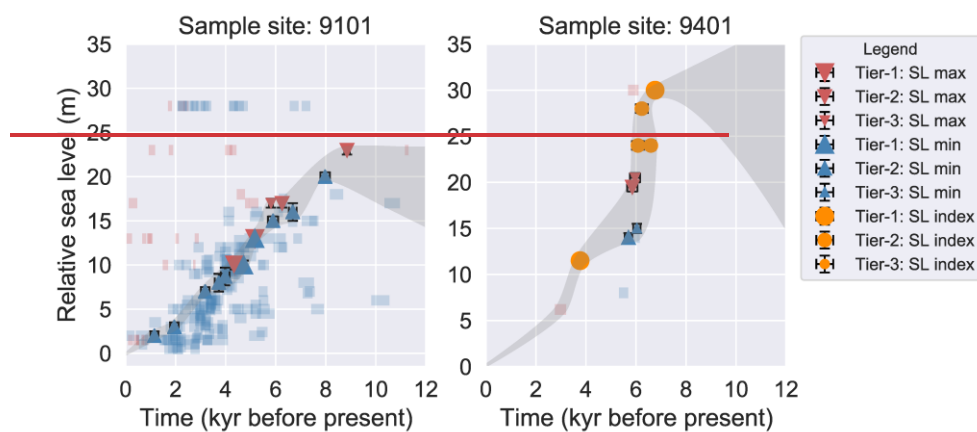 Sample site: 9101
Relative sea level (m)
35
30
25
20
15
10
5
0
0 2 4 6 8 10 12
Time (kyr before present)
Sample site: 9401
35
30
25
20
15
10
5
0
0 2 4 6 8 10 12
Time (kyr before present)
Legend
Tier-1: SL max
Tier-2: SL max
Tier-3: SL max
Tier-1: SL min
Tier-2: SL min
Tier-3: SL min
Tier-1: SL index
Tier-2: SL index
Tier-3: SL index